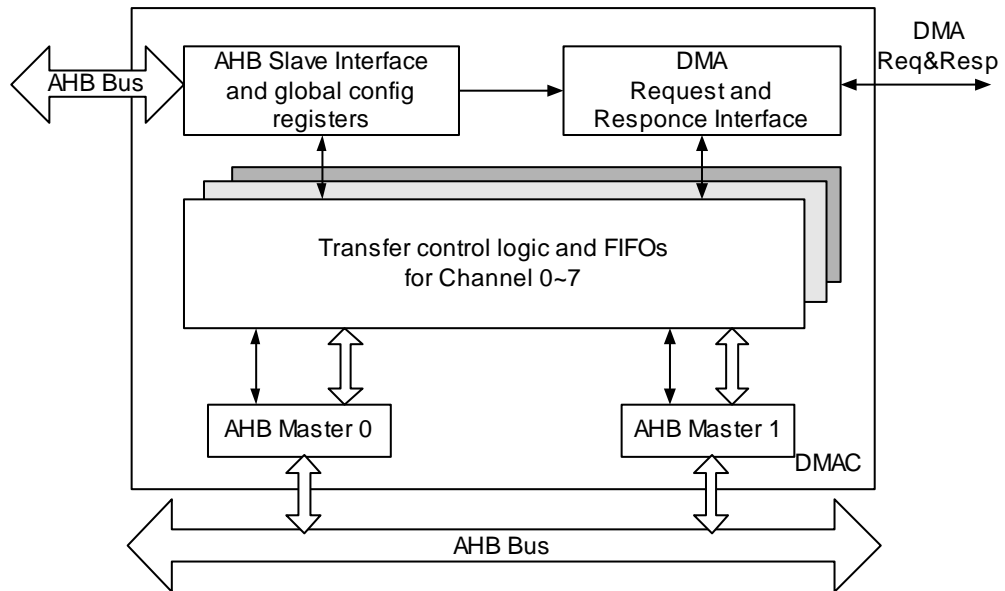 AHB Bus
AHB Slave Interface
and global config
registers
DMA
Request and
Responce Interface
DMA
Req&Resp
Transfer control logic and FIFOs
for Channel 0~7
AHB Master 0
AHB Master 1
DMAC
AHB Bus